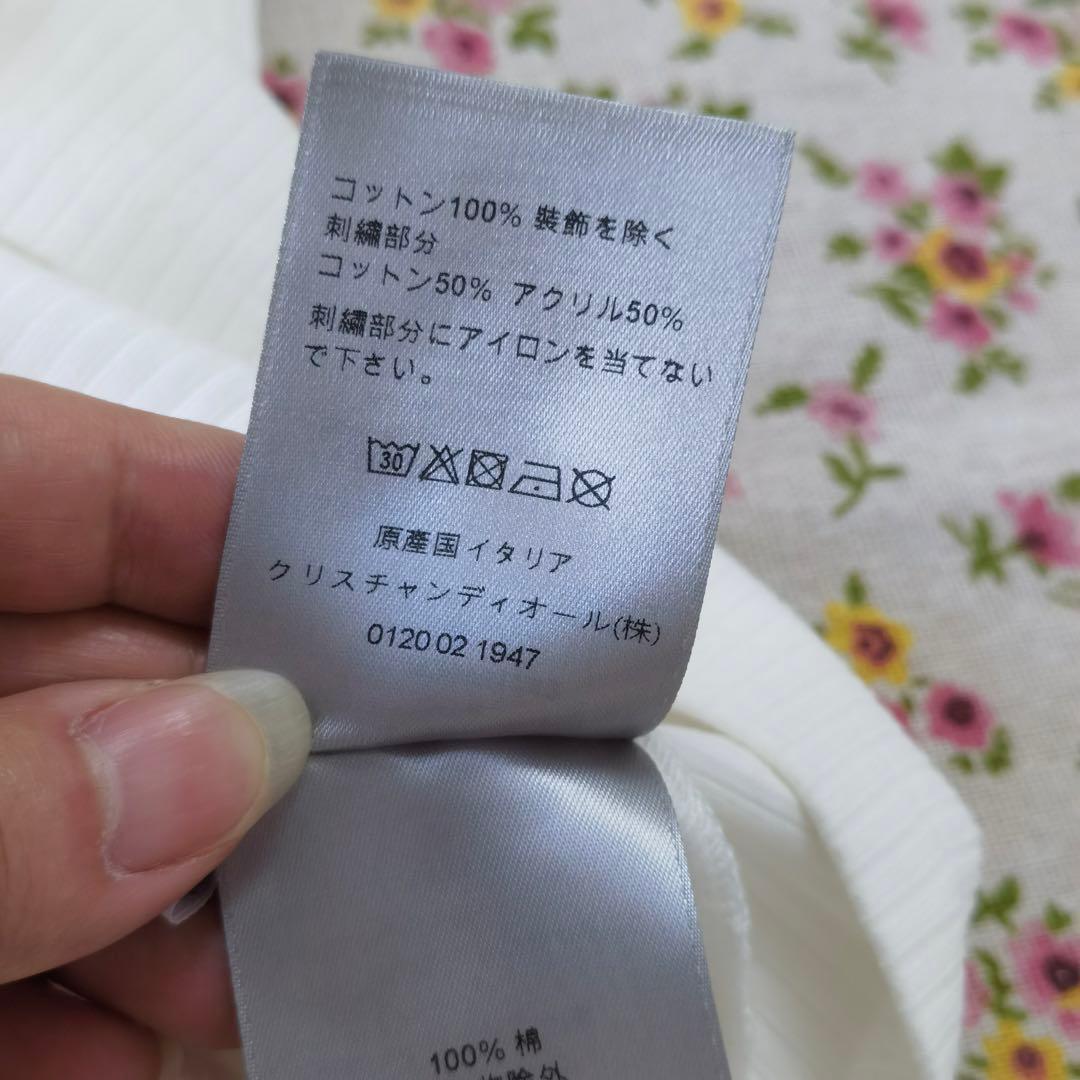 コットン100% 装飾を除く
刺繍部分
コットン50% アクリル50%
刺繍部分にアイロンを当てない
で下さい。
30
原産国 イタリア
クリスチャンディオール(株)
0120 02 1947
100% 棉
除外